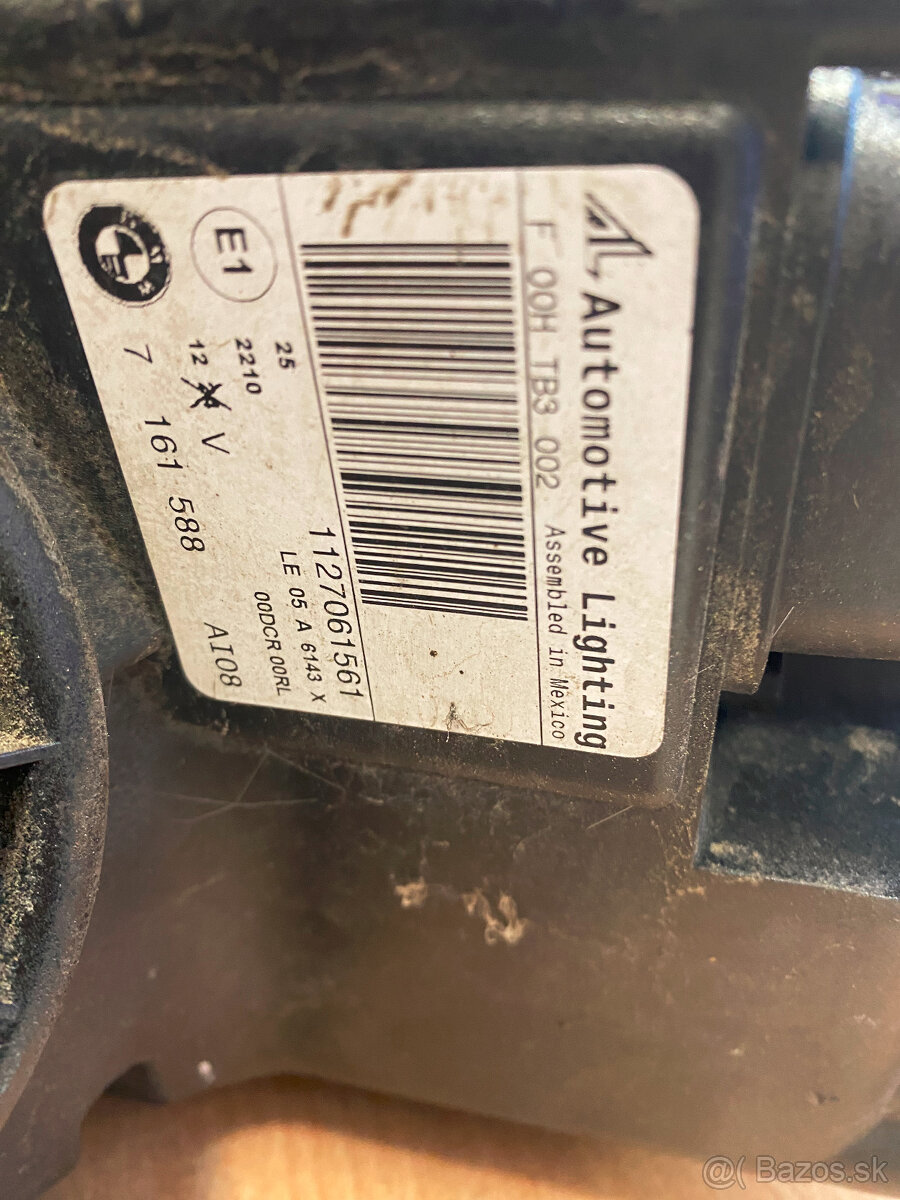 Automotive Lighting
F 00H TB3 002 Assembled in Mexico
1127061561
25 LE 05 A 6143 X
2210 00DCR 00RL
E1
12 V
7 161 588 AI08
@( Bazos.sk